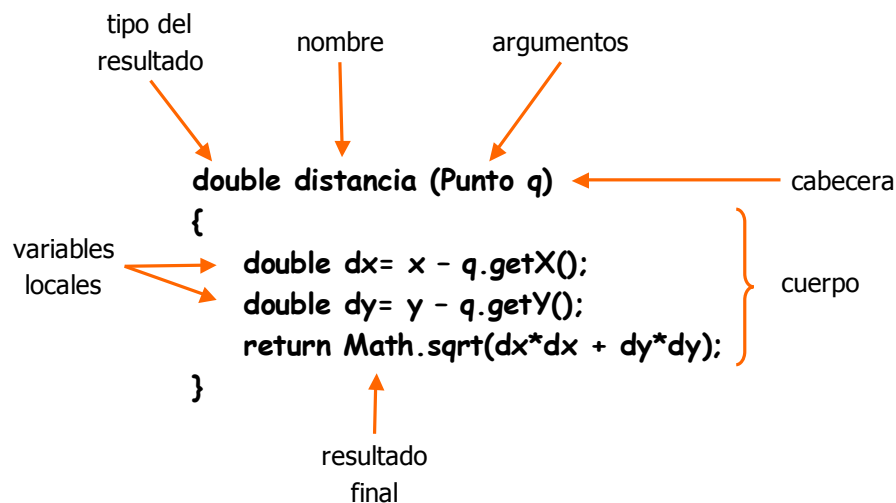 tipo del
resultado
nombre
argumentos
double distancia (Punto q)
cabecera
{
variables
locales
double dx= x – q.getX();
double dy= y – q.getY();
return Math.sqrt(dx*dx + dy*dy);
cuerpo
}
resultado
final